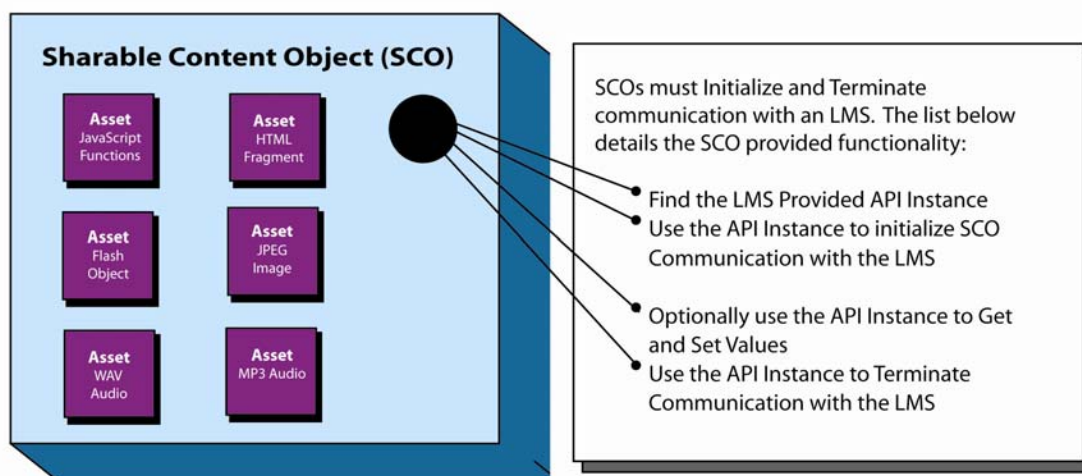 Sharable Content Object (SCO)
Asset
JavaScript
Functions
Asset
HTML
Fragment
Asset
Flash
Object
Asset
JPEG
Image
Asset
WAV
Audio
Asset
MP3 Audio
SCOs must Initialize and Terminate
communication with an LMS. The list below
details the SCO provided functionality:
Find the LMS Provided API Instance
Use the API Instance to initialize SCO
Communication with the LMS
Optionally use the API Instance to Get
and Set Values
Use the API Instance to Terminate
Communication with the LMS